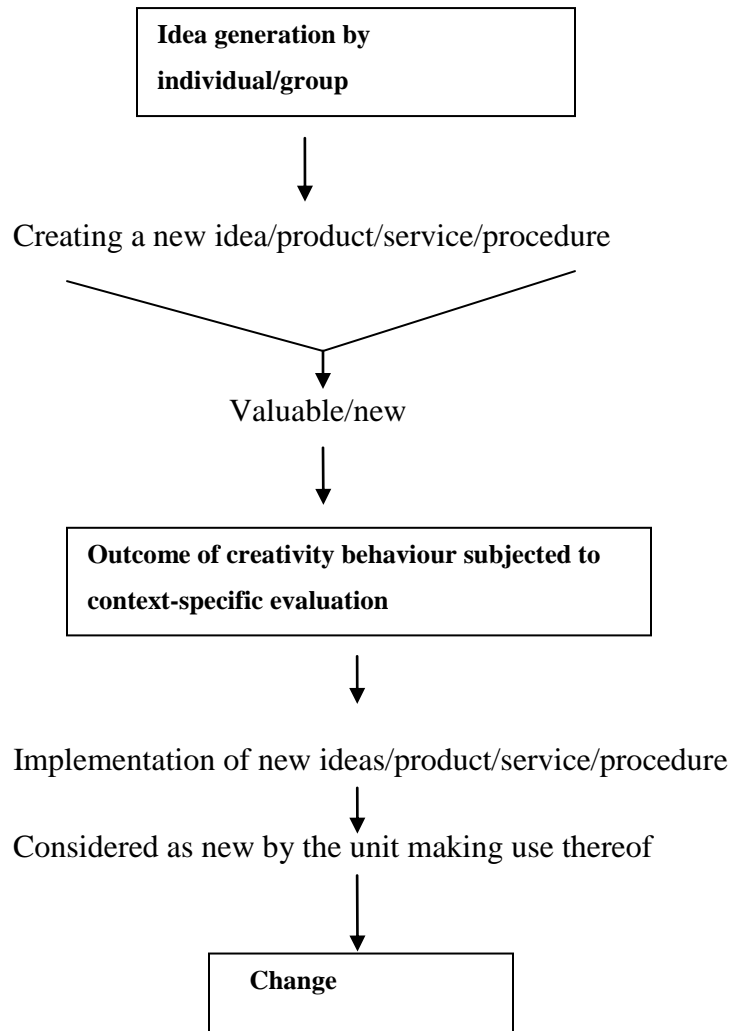 Idea generation by
individual/group
Creating a new idea/product/service/procedure
Valuable/new
Outcome of creativity behaviour subjected to
context-specific evaluation
Implementation of new ideas/product/service/procedure
Considered as new by the unit making use thereof
Change